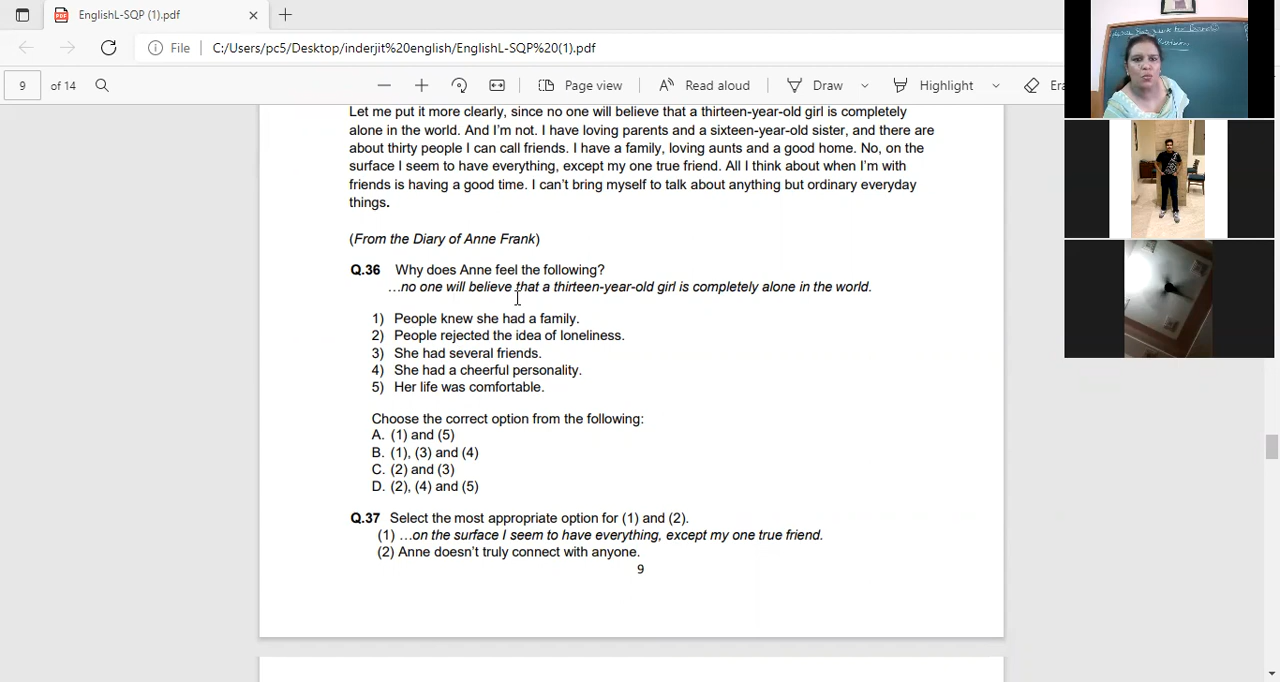 EnglishL-SQP (1).pdf
File
C:/Users/pc5/Desktop/inderjit%20english/EnglishL-SQP%20(1).pdf
9 of 14
Page view
Read aloud
Draw
Highlight
Era
Let me put it more clearly, since no one will believe that a thirteen-year-old girl is completely
alone in the world. And I'm not. I have loving parents and a sixteen-year-old sister, and there are
about thirty people I can call friends. I have a family, loving aunts and a good home. No, on the
surface I seem to have everything, except my one true friend. All I think about when I'm with
friends is having a good time. I can't bring myself to talk about anything but ordinary everyday
things.
(From the Diary of Anne Frank)
Q.36 Why does Anne feel the following?
…no one will believe that a thirteen-year-old girl is completely alone in the world.
1) People knew she had a family.
2) People rejected the idea of loneliness.
3) She had several friends.
4) She had a cheerful personality.
5) Her life was comfortable.
Choose the correct option from the following:
A. (1) and (5)
B. (1), (3) and (4)
C. (2) and (3)
D. (2), (4) and (5)
Q.37 Select the most appropriate option for (1) and (2).
(1) …on the surface I seem to have everything, except my one true friend.
(2) Anne doesn't truly connect with anyone.
9